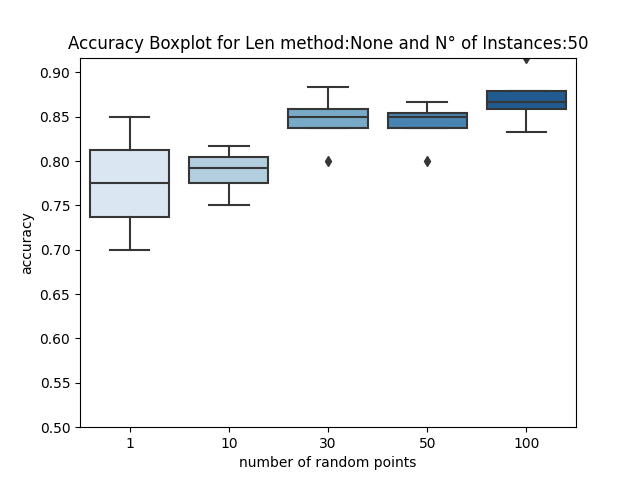 Accuracy Boxplot for Len method:None and N° of Instances:50
0.90
0.85
0.80
0.75
0.70
0.65
0.60
0.55
0.50
accuracy
1 10 30 50 100
number of random points